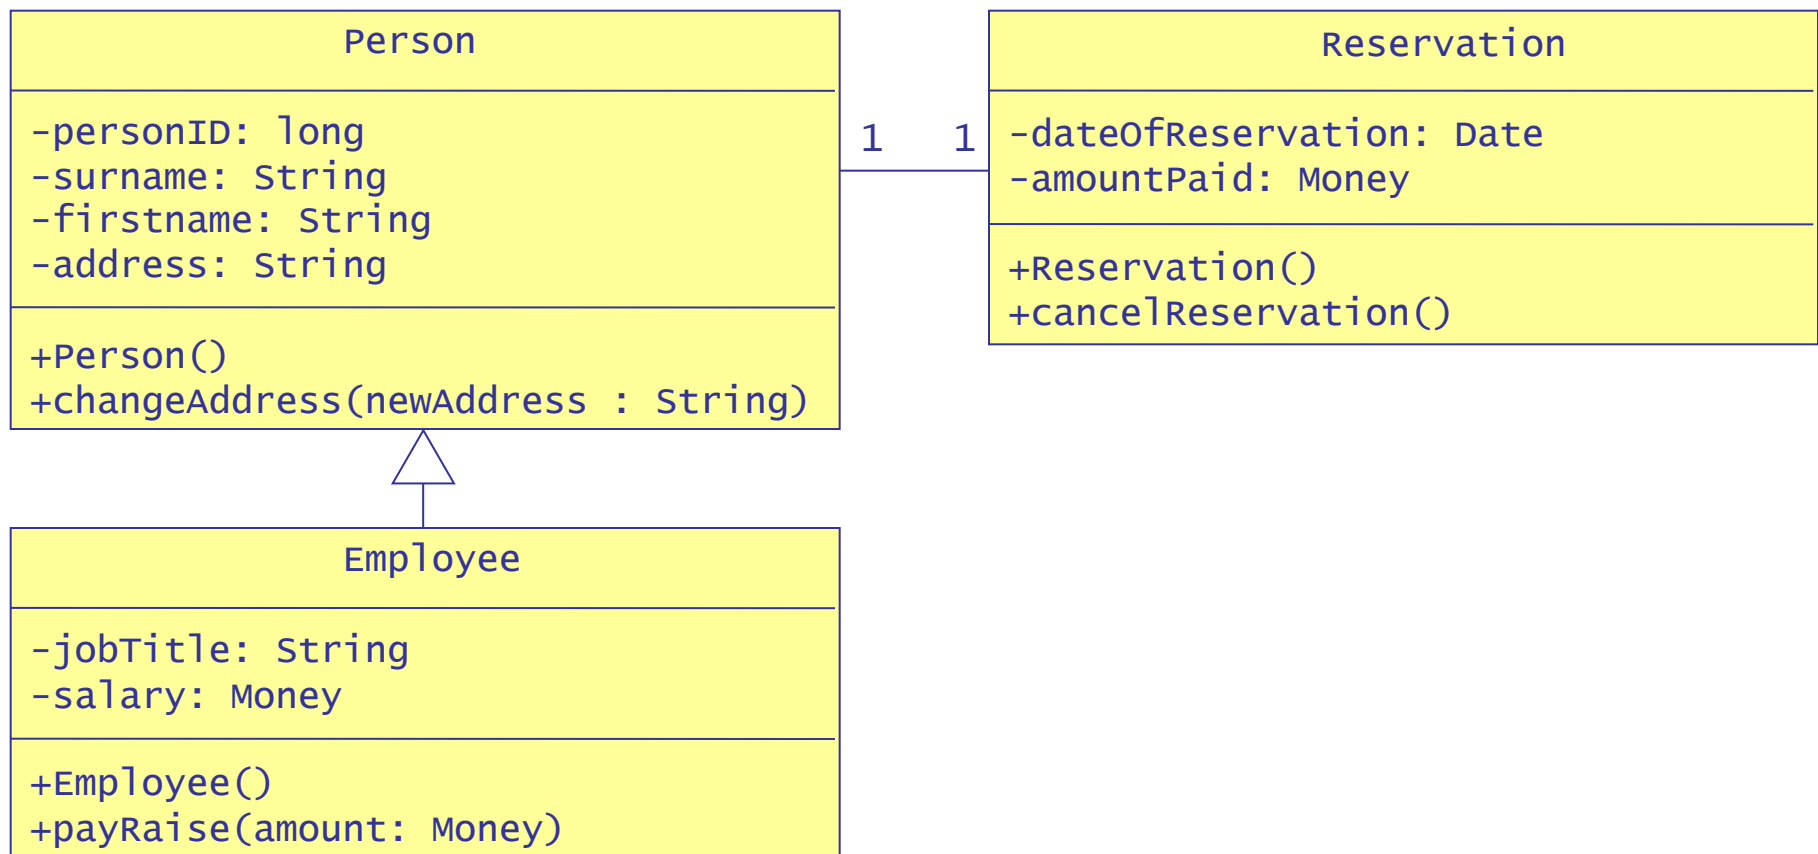 Person
-personID: long
-surname: String
-firstname: String
-address: String
+Person()
+changeAddress(newAddress : String)
1 1
Reservation
-dateOfReservation: Date
-amountPaid: Money
+Reservation()
+cancelReservation()
Employee
-jobTitle: String
-salary: Money
+Employee()
+payRaise(amount: Money)